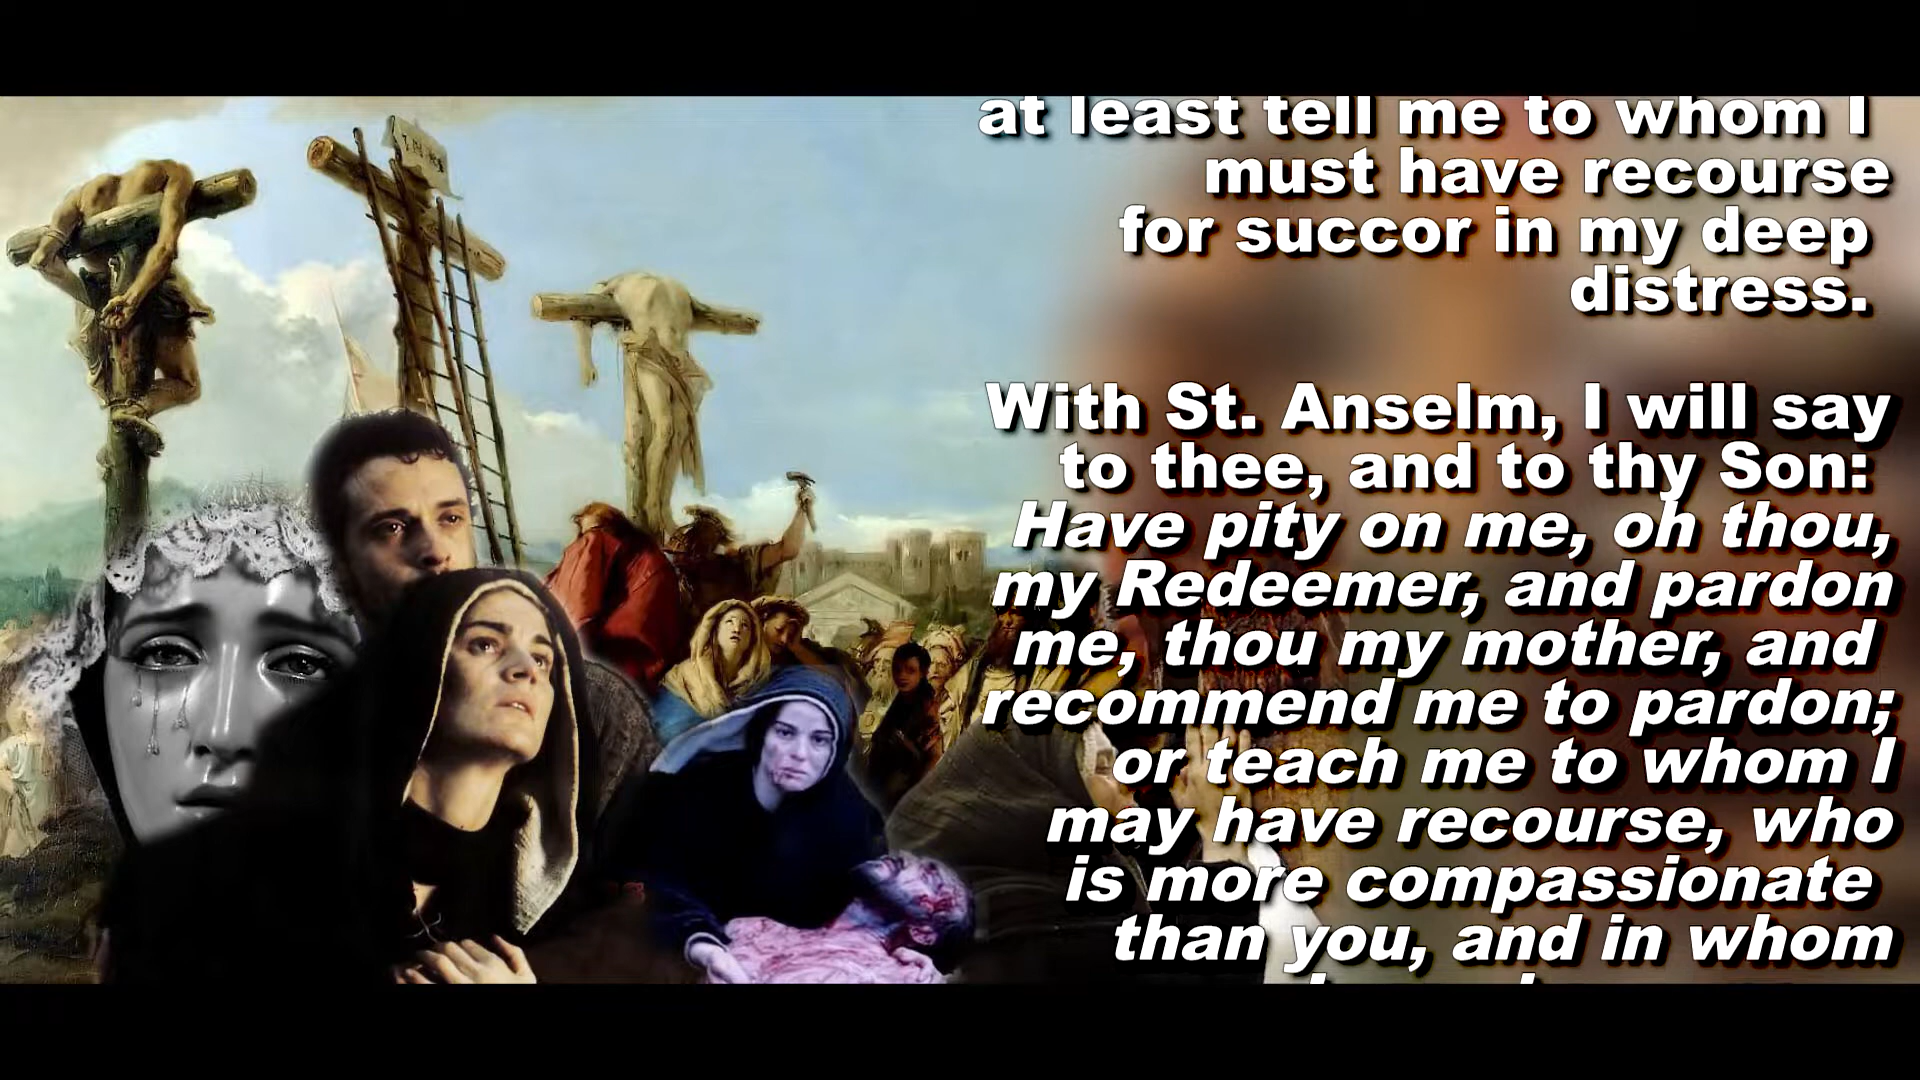 at least tell me to whom I
must have recourse
for succor in my deep
distress.
With St. Anselm, I will say
to thee, and to thy Son:
Have pity on me, oh thou,
my Redeemer, and pardon
me, thou my mother, and
recommend me to pardon;
or teach me to whom I
may have recourse, who
is more compassionate
than you, and in whom